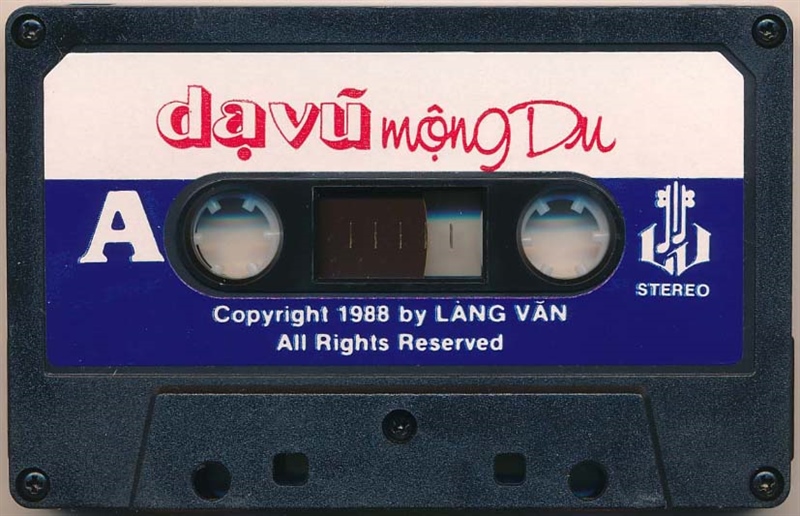 dạ vũ mộng Du
A
STEREO
Copyright 1988 by LÀNG VĂN
All Rights Reserved